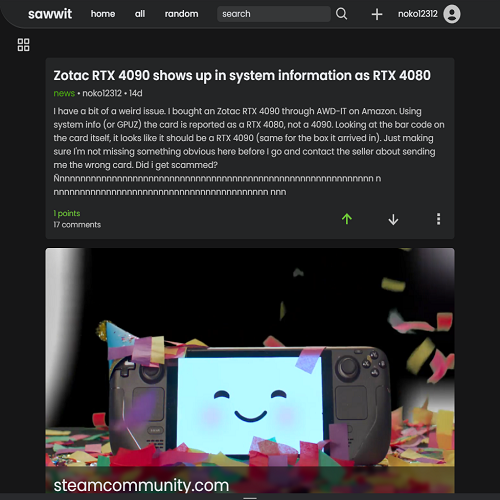 sawwit home all random search noko12312
Zotac RTX 4090 shows up in system information as RTX 4080
news • noko12312 • 14d
I have a bit of a weird issue. I bought an Zotac RTX 4090 through AWD-IT on Amazon. Using
system info (or GPUZ) the card is reported as a RTX 4080, not a 4090. Looking at the bar code on
the card itself, it looks like it should be a RTX 4090 (same for the box it arrived in). Just making
sure I'm not missing something obvious here before I go and contact the seller about sending
me the wrong card. Did i get scammed?
1 points
17 comments
steamcommunity.com